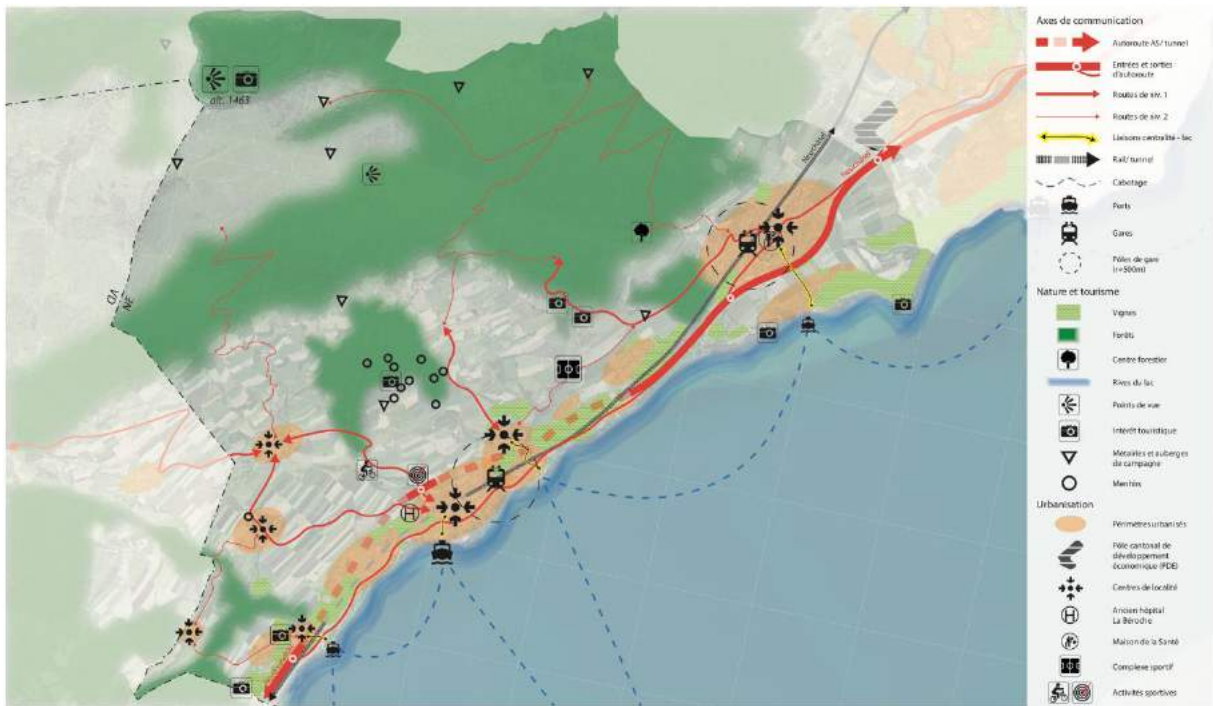 alt. 1463
VD
NE
Neuchâtel
Neuchâtel
Axes de communication
Autoroute A5/ tunnel
Entrées et sorties
d'autoroute
Routes de niv. 1
Routes de niv. 2
Liaisons centralité - lac
Rail/ tunnel
Cabotage
Ports
Gares
Pôles de gare
(r=500m)
Nature et tourisme
Vignes
Forêts
Centre forestier
Rives du lac
Points de vue
Intérêt touristique
Métairies et auberges
de campagne
Menhirs
Urbanisation
Périmètres urbanisés
Pôle cantonal de
développement
économique (PDE)
Centres de localité
Ancien hôpital
La Béroche
Maison de la Santé
Complexe sportif
Activités sportives
H
H